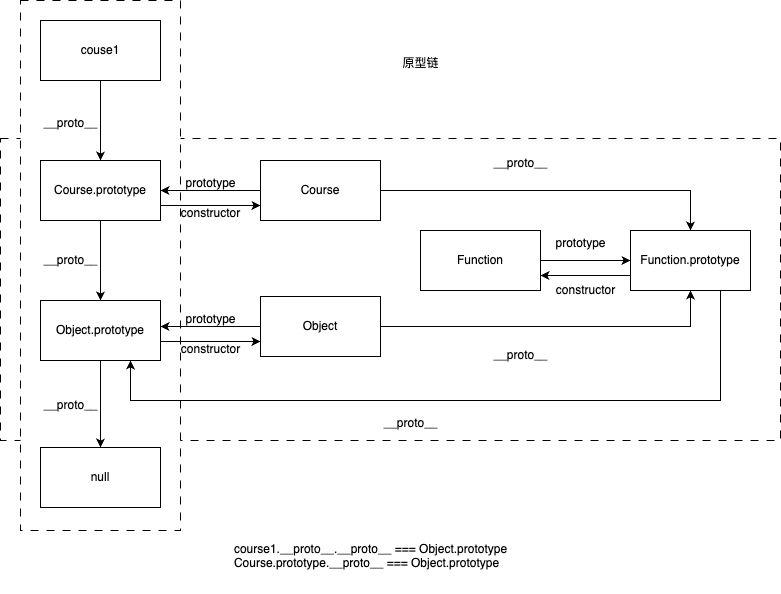 couse1
原型链
__proto__
__proto__
Course.prototype
prototype
constructor
Course
Function
prototype
constructor
Function.prototype
__proto__
Object.prototype
prototype
constructor
Object
__proto__
__proto__
__proto__
null
course1.__proto__.__proto__ === Object.prototype
Course.prototype.__proto__ === Object.prototype